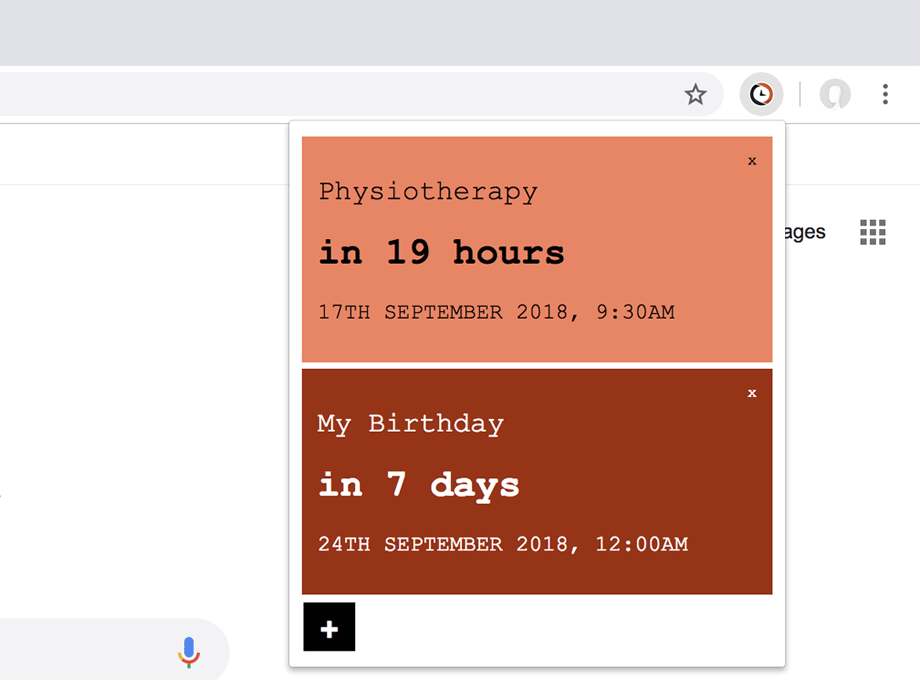 ages
x
Physiotherapy
in 19 hours
17TH SEPTEMBER 2018, 9:30AM
x
My Birthday
in 7 days
24TH SEPTEMBER 2018, 12:00AM
+